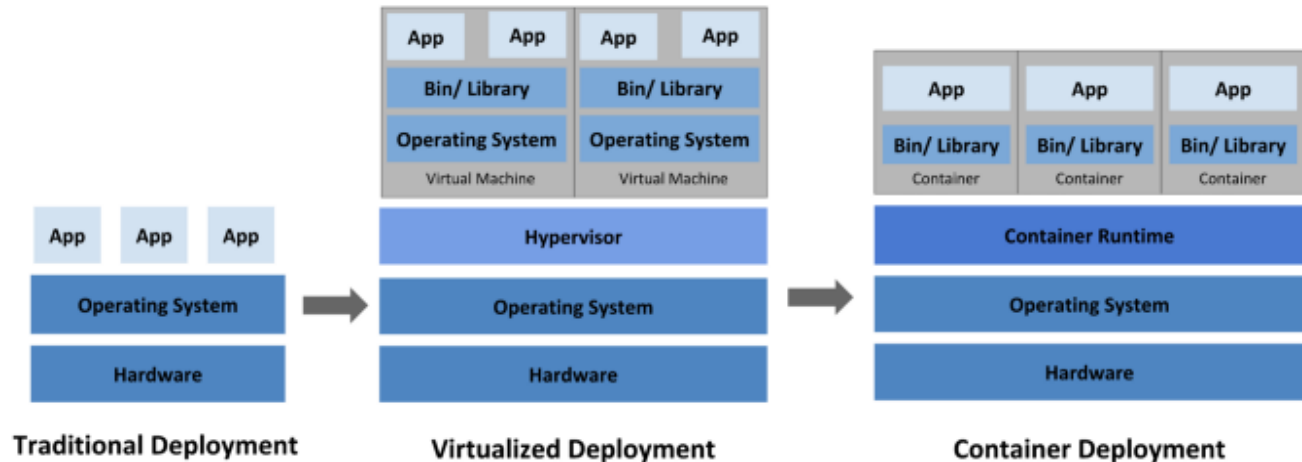 App App App
Operating System
Hardware
Traditional Deployment
App App App App
Bin/ Library Bin/ Library
Operating System Operating System
Virtual Machine Virtual Machine
Hypervisor
Operating System
Hardware
Virtualized Deployment
App App App
Bin/ Library Bin/ Library Bin/ Library
Container Container Container
Container Runtime
Operating System
Hardware
Container Deployment